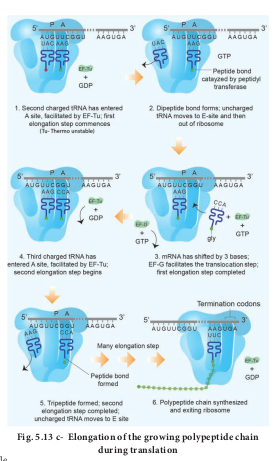 5' P A 3'
AUGUUCGGU AAGUGA
UAC AAG
EF-Tu
+
GDP
1. Second charged tRNA has entered
A site, facilitated by EF-Tu; first
elongation step commences
(Tu- Thermo unstable)
5' P A 3'
AUGUUCGGU AAGUGA
UAC
AAG
GTP
Peptide bond
catayzed by peptidyl
transferase
2. Dipeptide bond forms; uncharged
tRNA moves to E-site and then
out of ribosome
5' P A 3'
AUGUUCGGU AAGUGA
AAG CCA
EF-Tu
+
GDP
4. Third charged tRNA has
entered A site, facilitated by EF-Tu;
second elongation step begins
5' P A 3'
AUGUUCGGU AAGUGA
AAG
CCA
EF-Tu
+
GTP
gly
EF-G
+
GTP
3. mRNA has shifted by 3 bases;
EF-G facilitates the translocation step;
first elongation step completed
5' P A 3'
AUGUUCGGU AAGUGA
AAG
CCA
Many elongation step
Peptide bond
formed
5. Tripeptide formed; second
elongation step completed;
uncharged tRNA moves to E site
Termination codons
5' P A 3'
AUGUUCGGU AAGUGA
UUC
EF-Tu
+
GDP
6. Polypeptide chain synthesized
and exiting ribosome
Fig. 5.13 c- Elongation of the growing polypeptide chain
during translation